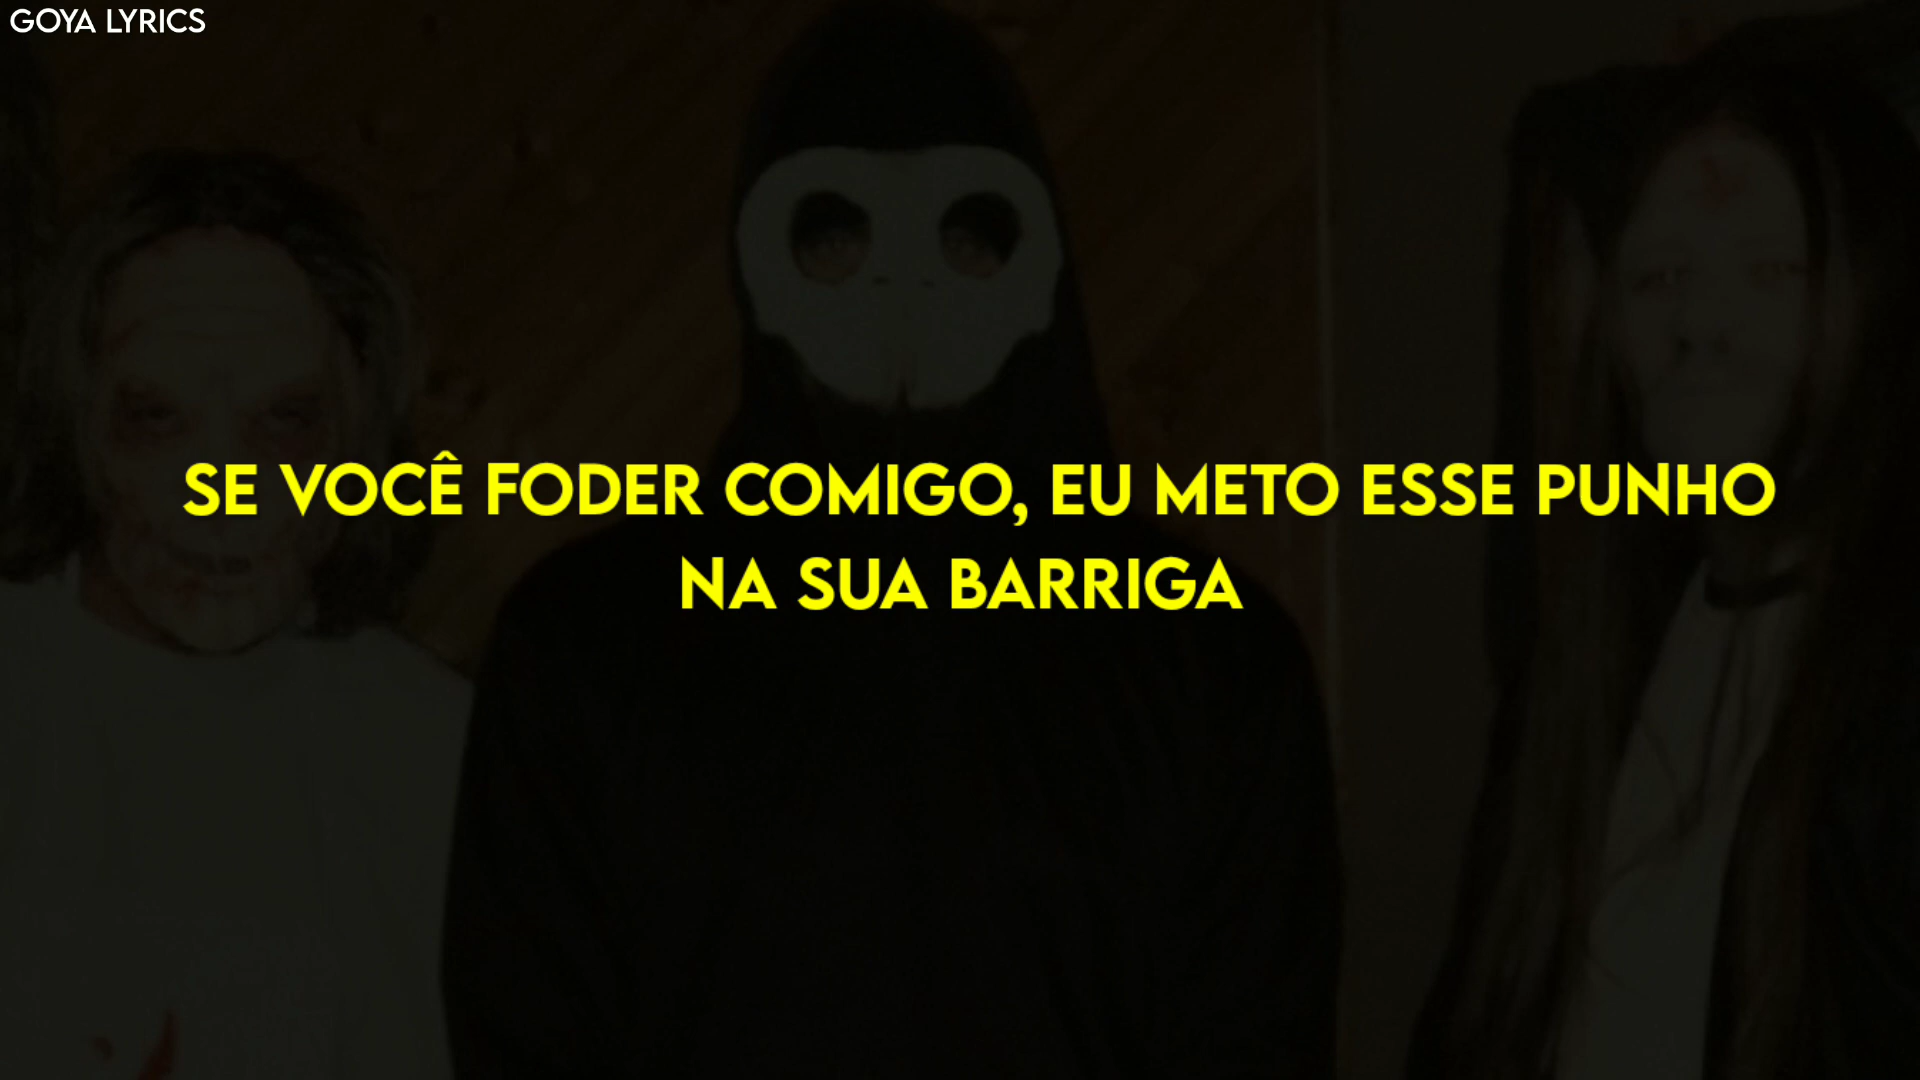 GOYA LYRICS
SE VOCÊ FODER COMIGO, EU METO ESSE PUNHO
NA SUA BARRIGA